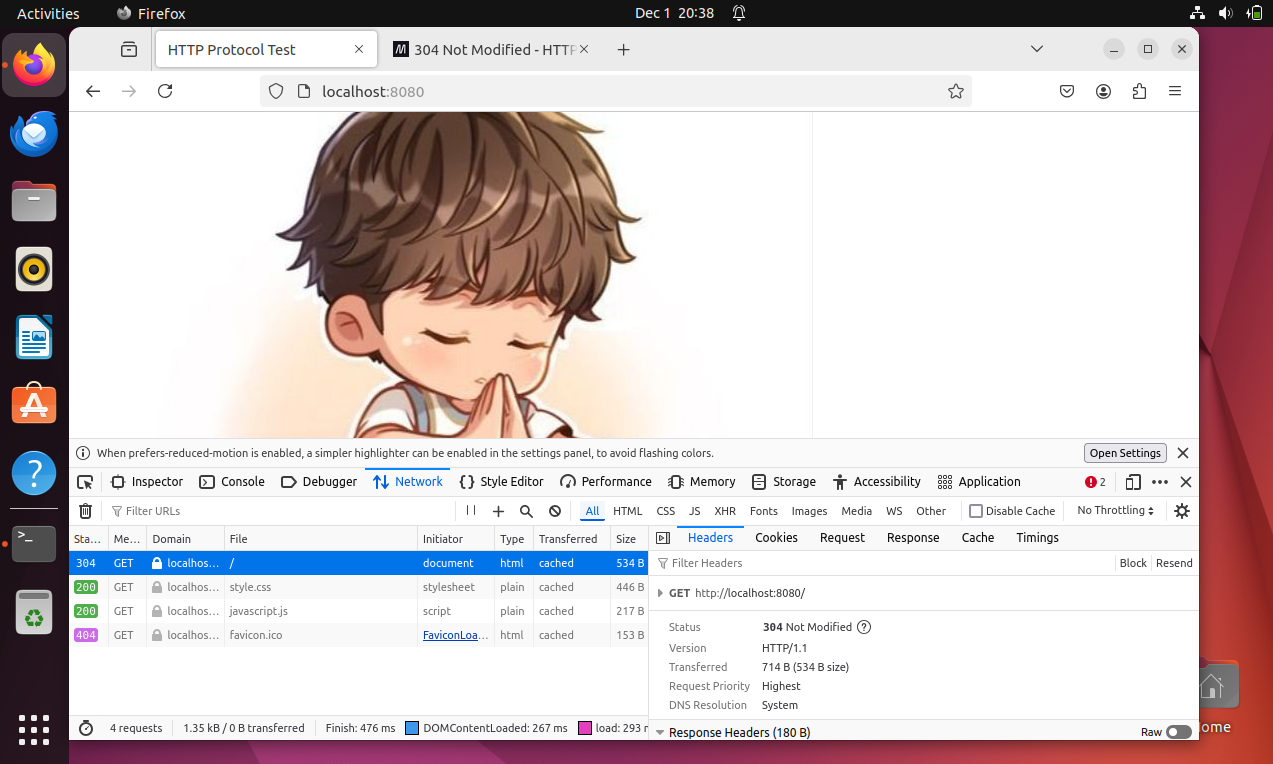 Activities Firefox Dec 1 20:38
HTTP Protocol Test 304 Not Modified - HTTP
localhost:8080
When prefers-reduced-motion is enabled, a simpler highlighter can be enabled in the settings panel, to avoid flashing colors. Open Settings
Inspector Console Debugger Network Style Editor Performance Memory Storage Accessibility Application 2
Filter URLs All HTML CSS JS XHR Fonts Images Media WS Other Disable Cache No Throttling
Sta… Me… Domain File Initiator Type Transferred Size
304 GET localhos… / document html cached 534 B
200 GET localhos… style.css stylesheet plain cached 446 B
200 GET localhos… javascript.js script plain cached 217 B
404 GET localhos… favicon.ico FaviconLoa… html cached 153 B
4 requests 1.35 kB / 0 B transferred Finish: 476 ms DOMContentLoaded: 267 ms load: 293 m
Headers Cookies Request Response Cache Timings
Filter Headers Block Resend
GET http://localhost:8080/
Status 304 Not Modified ?
Version HTTP/1.1
Transferred 714 B (534 B size)
Request Priority Highest
DNS Resolution System
Response Headers (180 B) Raw
ome